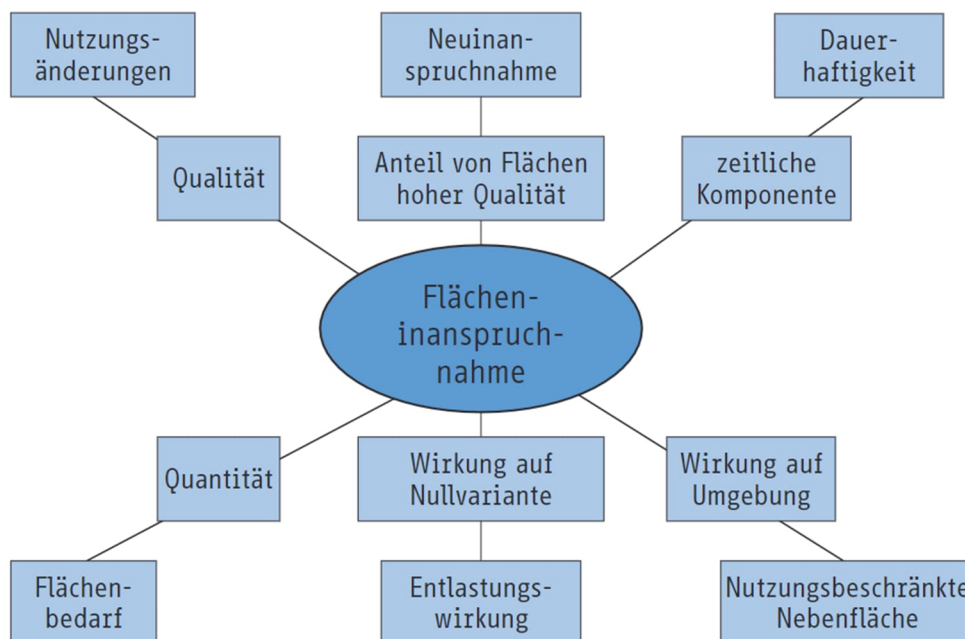 Nutzungs-
änderungen
Neuinan-
spruchnahme
Dauer-
haftigkeit
Qualität
Anteil von Flächen
hoher Qualität
zeitliche
Komponente
Flächen-
inanspruch-
nahme
Quantität
Wirkung auf
Nullvariante
Wirkung auf
Umgebung
Flächen-
bedarf
Entlastungs-
wirkung
Nutzungsbeschränkte
Nebenfläche